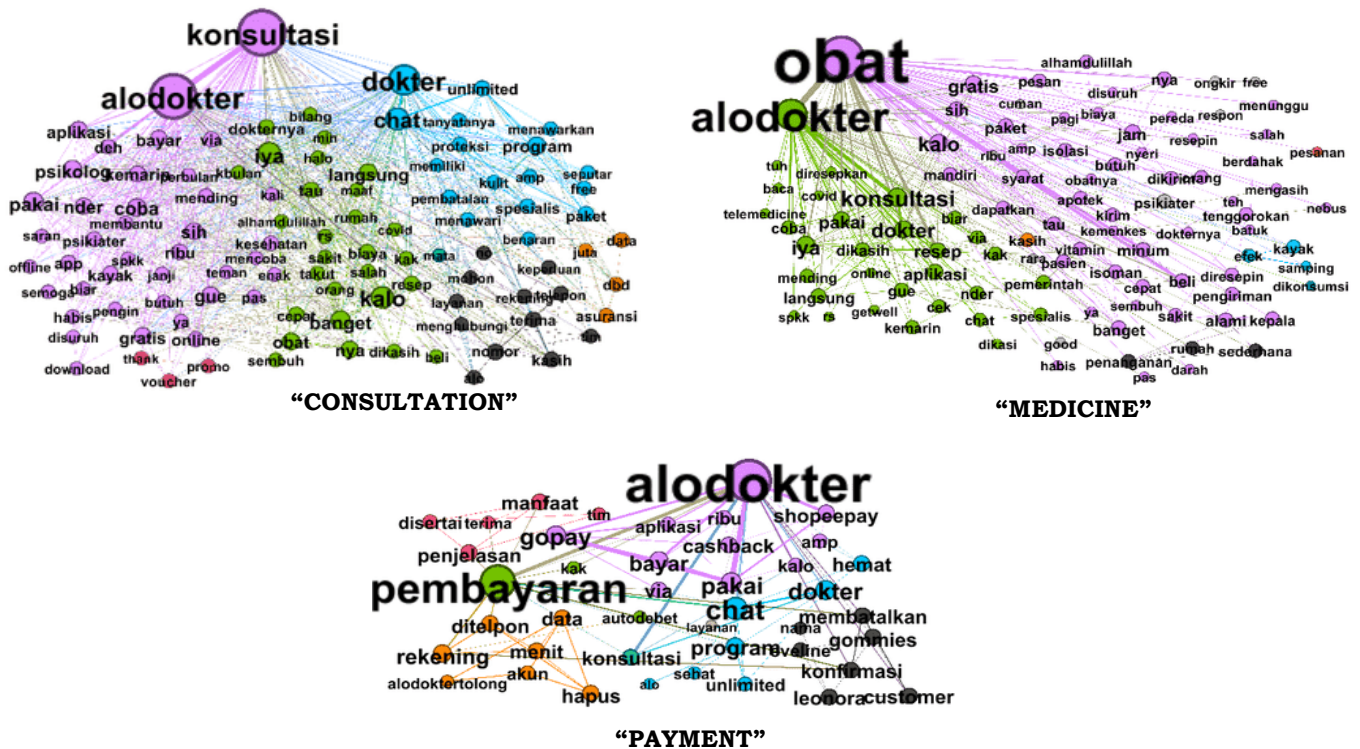 konsultasi
dokter
unlimited
alodokter
bilang
chat
tanyatanya
menawarkan
aplikasi
deh
bayar
via
dokternya
min
proteksi
program
iya
halo
memiliki
psikolog
kemarin
perbulan
kbulan
langsung
kulit
amp
seputar
free
kali
tau
maaf
pembatalan
spesialis
paket
pakai
nder
coba
mending
membantu
alhamdulillah
rumah
menawari
saran
psikiater
sih
rs
covid
benaran
data
kesehatan
sakit
biaya
kak
mata
no
juta
offline
app
spkk
ribu
mencoba
teman
enak
takut
salah
mohon
keperluan
kayak
janji
dbd
semoga
biar
butuh
gue
pas
orang
resep
kalo
layanan
rekening
telepon
habis
pengin
ya
cepat
banget
menghubungi
terima
asuransi
disuruh
gratis
online
obat
nya
dikasih
beli
nomor
tim
kasih
download
thank
promo
sembuh
voucher
alo
“CONSULTATION”
obat
alhamdulillah
nya
ongkir
free
gratis
pesan
disuruh
menunggu
alodokter
sih
cuman
pagi
biaya
pereda
respon
paket
jam
resepin
salah
kalo
ribu
amp
isolasi
nyeri
berdahak
pesanan
tuh
diresepkan
mandiri
syarat
butuh
baca
covid
obatnya
dikirim
orang
mengasih
konsultasi
apotek
psikiater
teh
telemedicine
pakai
biar
dapatkan
kirim
tenggorokan
nebus
coba
dokter
tau
kemenkes
dokternya
batuk
iya
dikasih
resep
via
kasih
vitamin
minum
kayak
rara
pasien
efek
mending
online
aplikasi
isoman
beli
diresepin
samping
langsung
gue
nder
pemerintah
cepat
pengiriman
dikonsumsi
spkk
rs
getwell
cek
sembuh
kemarin
chat
spesialis
ya
sakit
alami
kepala
banget
dikasi
good
rumah
sederhana
habis
penanganan
pas
darah
“MEDICINE”
alodokter
manfaat
disertai
terima
tim
aplikasi
ribu
shopeepay
gopay
cashback
amp
penjelasan
kak
bayar
kalo
hemat
pembayaran
via
pakai
dokter
chat
membatalkan
ditelpon
data
autodebet
layanan
nama
gommies
rekening
menit
konsultasi
program
eveline
akun
konfirmasi
alodoktertolong
hapus
alo
sehat
unlimited
leonora
customer
“PAYMENT”